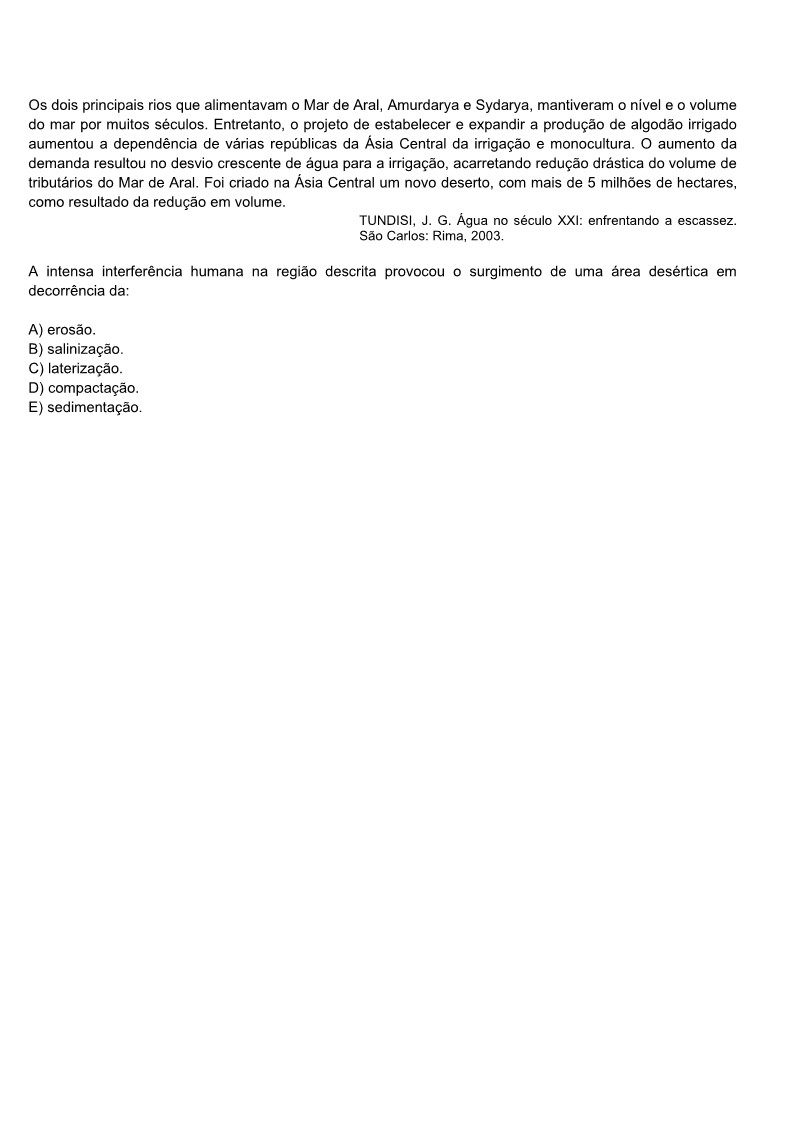 Os dois principais rios que alimentavam o Mar de Aral, Amurdarya e Sydarya, mantiveram o nível e o volume
do mar por muitos séculos. Entretanto, o projeto de estabelecer e expandir a produção de algodão irrigado
aumentou a dependência de várias repúblicas da Ásia Central da irrigação e monocultura. O aumento da
demanda resultou no desvio crescente de água para a irrigação, acarretando redução drástica do volume de
tributários do Mar de Aral. Foi criado na Ásia Central um novo deserto, com mais de 5 milhões de hectares,
como resultado da redução em volume.
TUNDISI, J. G. Água no século XXI: enfrentando a escassez.
São Carlos: Rima, 2003.
A intensa interferência humana na região descrita provocou o surgimento de uma área desértica em
decorrência da:
A) erosão.
B) salinização.
C) laterização.
D) compactação.
E) sedimentação.